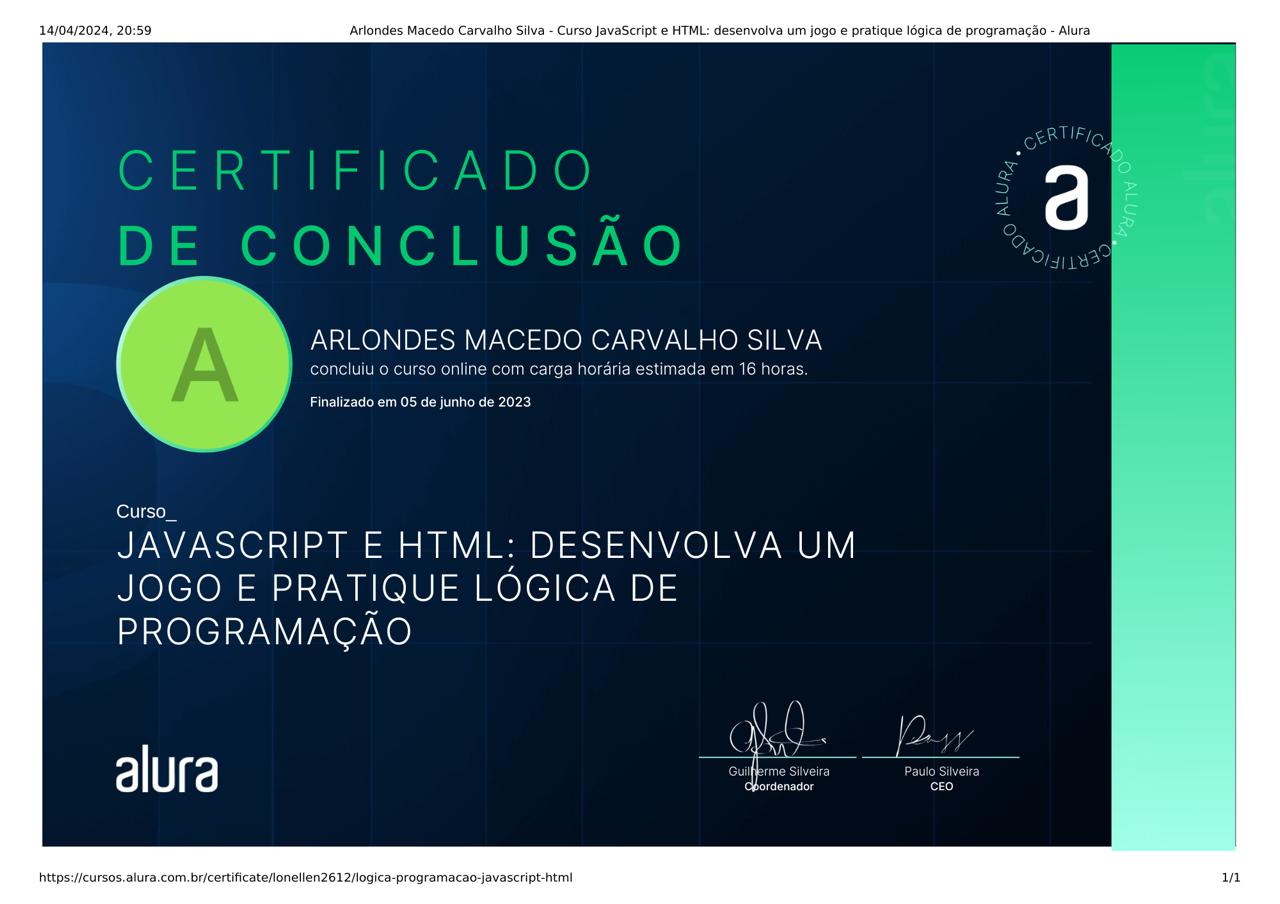 14/04/2024, 20:59
Arlondes Macedo Carvalho Silva - Curso JavaScript e HTML: desenvolva um jogo e pratique lógica de programação - Alura
CERTIFICADO
DE CONCLUSÃO
CERTIFICADO ALURA • CERTIFICADO ALURA •
a
alura
A
ARLONDES MACEDO CARVALHO SILVA
concluiu o curso online com carga horária estimada em 16 horas.
Finalizado em 05 de junho de 2023
Curso_
JAVASCRIPT E HTML: DESENVOLVA UM
JOGO E PRATIQUE LÓGICA DE
PROGRAMAÇÃO
alura
Guilherme Silveira
Coordenador
Paulo Silveira
CEO
https://cursos.alura.com.br/certificate/lonellen2612/logica-programacao-javascript-html
1/1